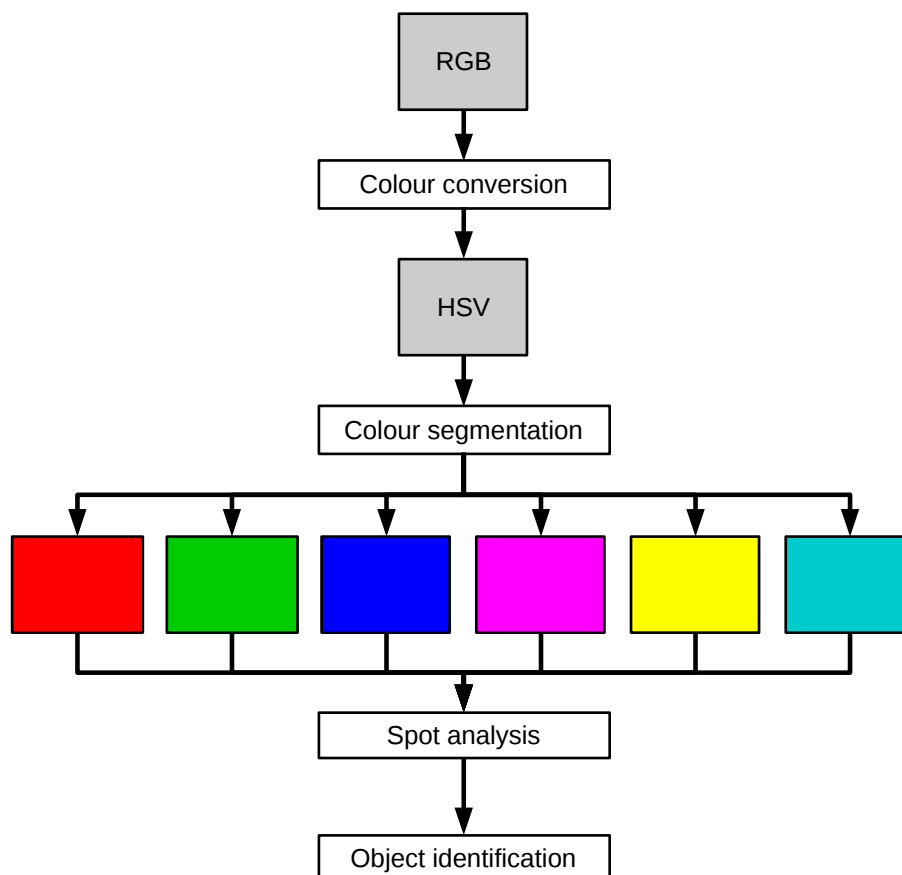 RGB
Colour conversion
HSV
Colour segmentation
Spot analysis
Object identification